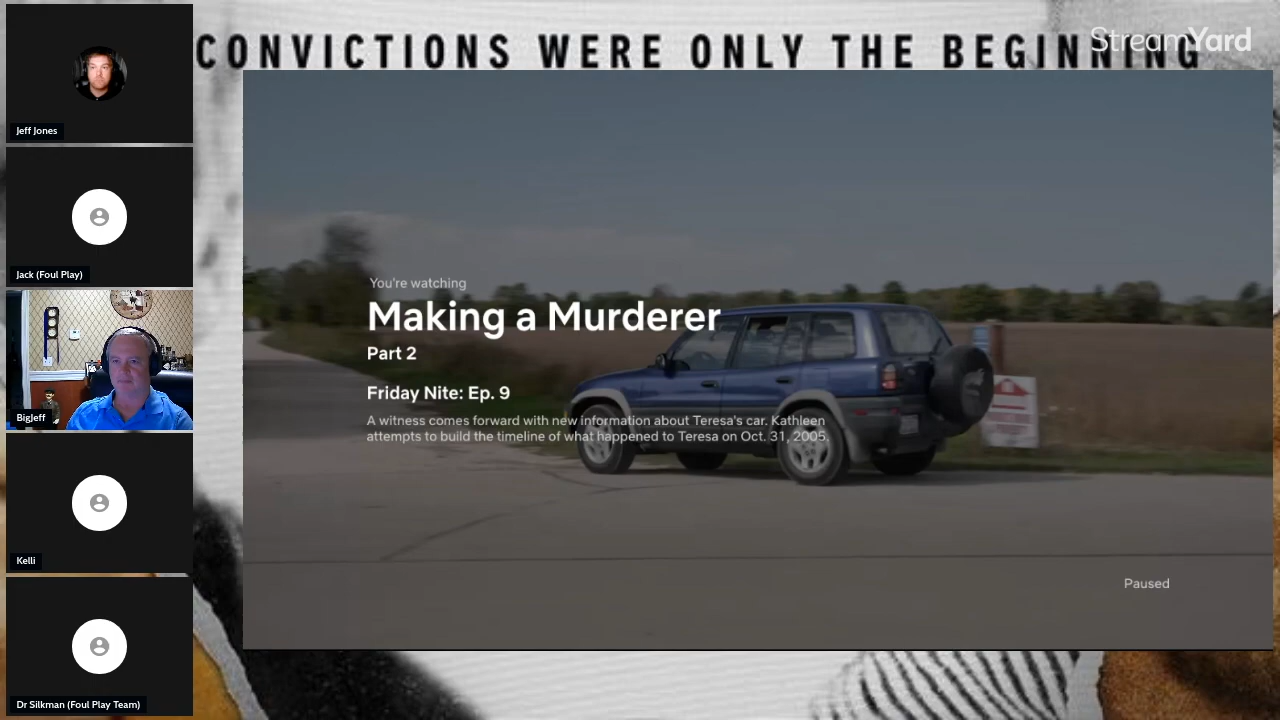 CONVICTIONS WERE ONLY THE BEGINNING
StreamYard
Jeff Jones
Jack (Foul Play)
BigJeff
Kelli
Dr Silkman (Foul Play Team)
You're watching
Making a Murderer
Part 2
Friday Nite: Ep. 9
A witness comes forward with new information about Teresa's car. Kathleen
attempts to build the timeline of what happened to Teresa on Oct. 31, 2005.
Paused